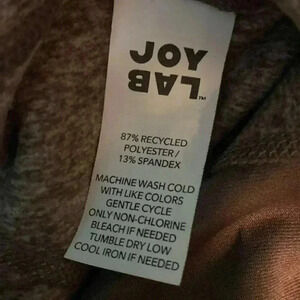 JOY
LAB™
87% RECYCLED
POLYESTER /
13% SPANDEX
MACHINE WASH COLD
WITH LIKE COLORS
GENTLE CYCLE
ONLY NON-CHLORINE
BLEACH IF NEEDED
TUMBLE DRY LOW
COOL IRON IF NEEDED